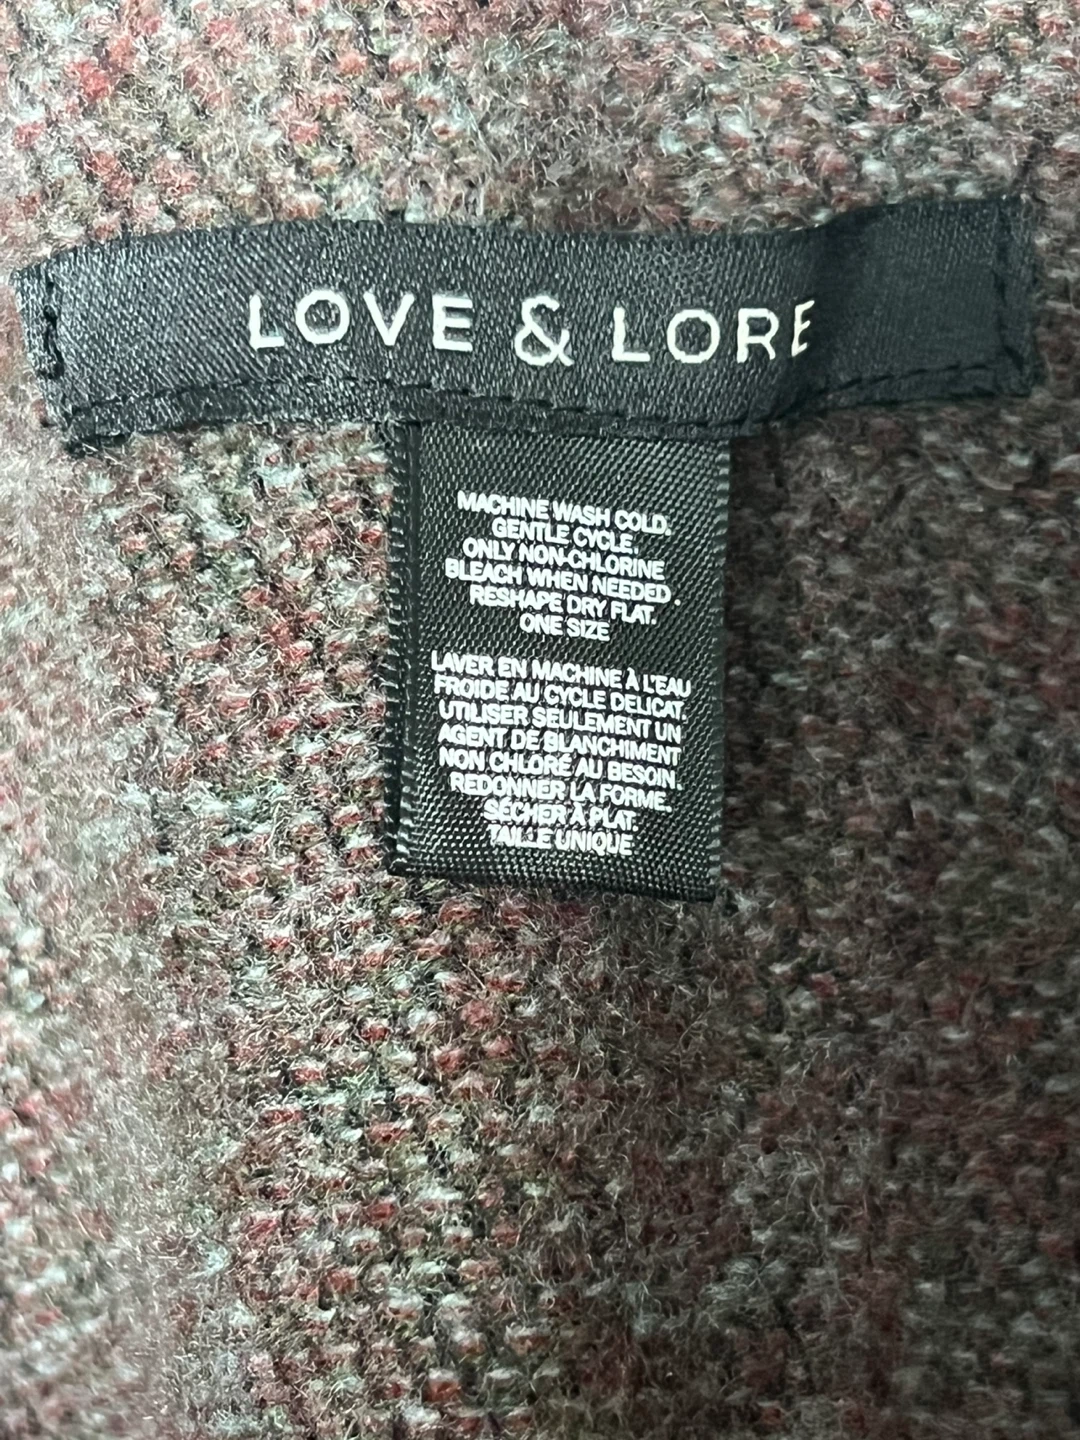 LOVE & LORE
MACHINE WASH COLD.
GENTLE CYCLE.
ONLY NON-CHLORINE
BLEACH WHEN NEEDED.
RESHAPE DRY FLAT.
ONE SIZE
LAVER EN MACHINE À L'EAU
FROIDE AU CYCLE DELICAT.
UTILISER SEULEMENT UN
AGENT DE BLANCHIMENT
NON CHLORÉ AU BESOIN.
REDONNER LA FORME.
SÉCHER À PLAT.
TAILLE UNIQUE